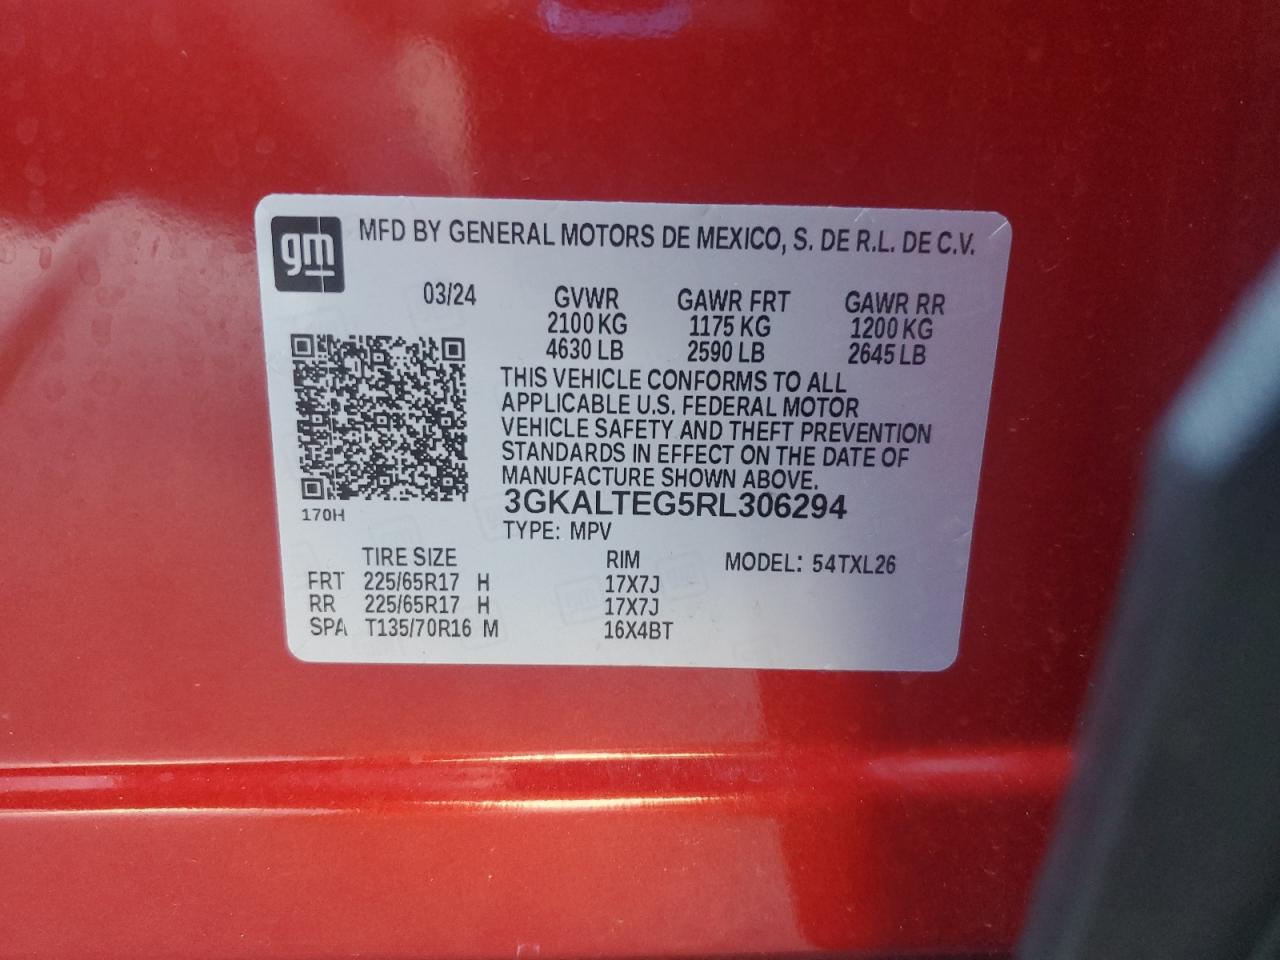 gm
MFD BY GENERAL MOTORS DE MEXICO, S. DE R.L. DE C.V.
03/24 GVWR GAWR FRT GAWR RR
2100 KG 1175 KG 1200 KG
4630 LB 2590 LB 2645 LB
THIS VEHICLE CONFORMS TO ALL
APPLICABLE U.S. FEDERAL MOTOR
VEHICLE SAFETY AND THEFT PREVENTION
STANDARDS IN EFFECT ON THE DATE OF
MANUFACTURE SHOWN ABOVE.
3GKALTEG5RL306294
170H
TYPE: MPV
TIRE SIZE RIM MODEL: 54TXL26
FRT 225/65R17 H 17X7J
RR 225/65R17 H 17X7J
SPA T135/70R16 M 16X4BT